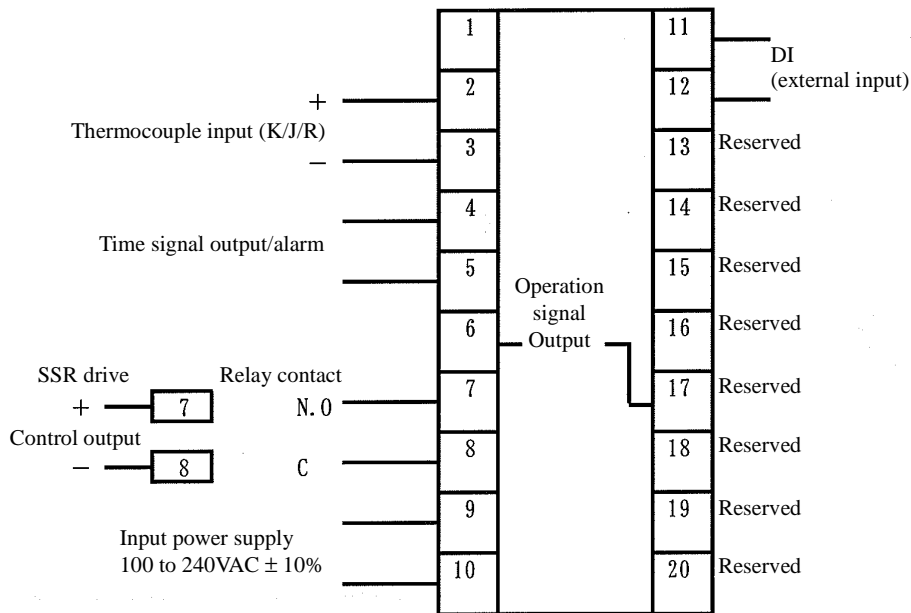 1
2
3
4
5
6
7
8
9
10
11
12
13
14
15
16
17
18
19
20
+
Thermocouple input (K/J/R)
−
Time signal output/alarm
SSR drive
Relay contact
+
7
N.O
Control output
−
8
C
Input power supply
100 to 240VAC ± 10%
Operation
signal
Output
DI
(external input)
Reserved
Reserved
Reserved
Reserved
Reserved
Reserved
Reserved
Reserved